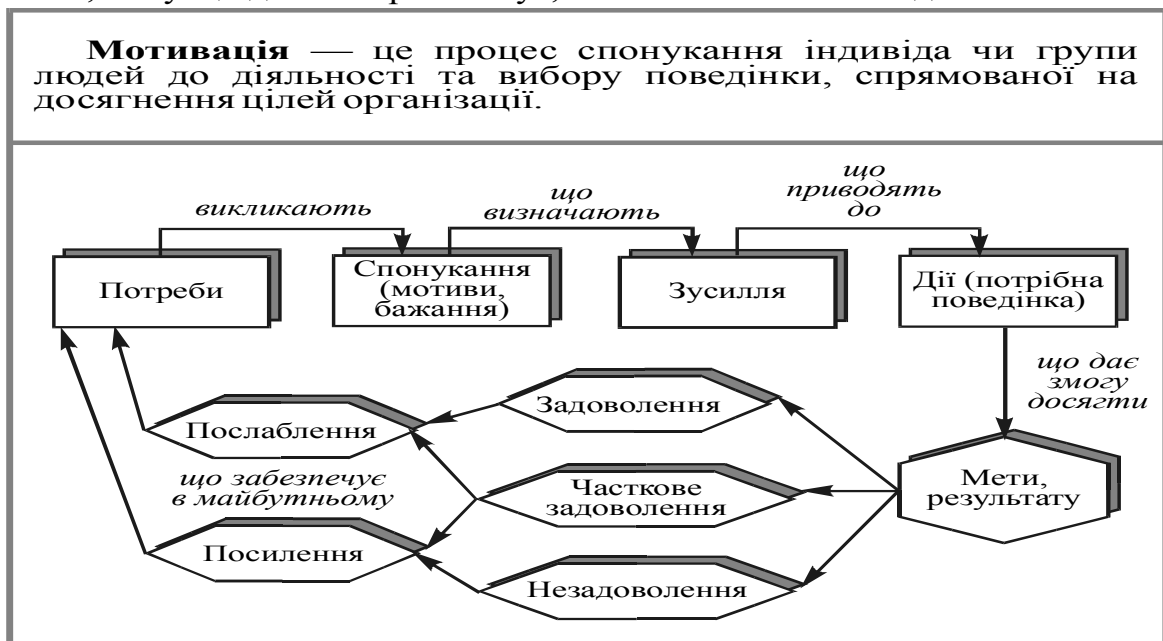 Мотивація — це процес спонукання індивіда чи групи
людей до діяльності та вибору поведінки, спрямованої на
досягнення цілей організації.
викликають
що
визначають
що
приводять
до
Потреби
Спонукання
(мотиви,
бажання)
Зусилля
Дії (потрібна
поведінка)
що дає
змогу
досягти
Задоволення
Послаблення
що забезпечує
в майбутньому
Часткове
задоволення
Мети,
результату
Посилення
Незадоволення